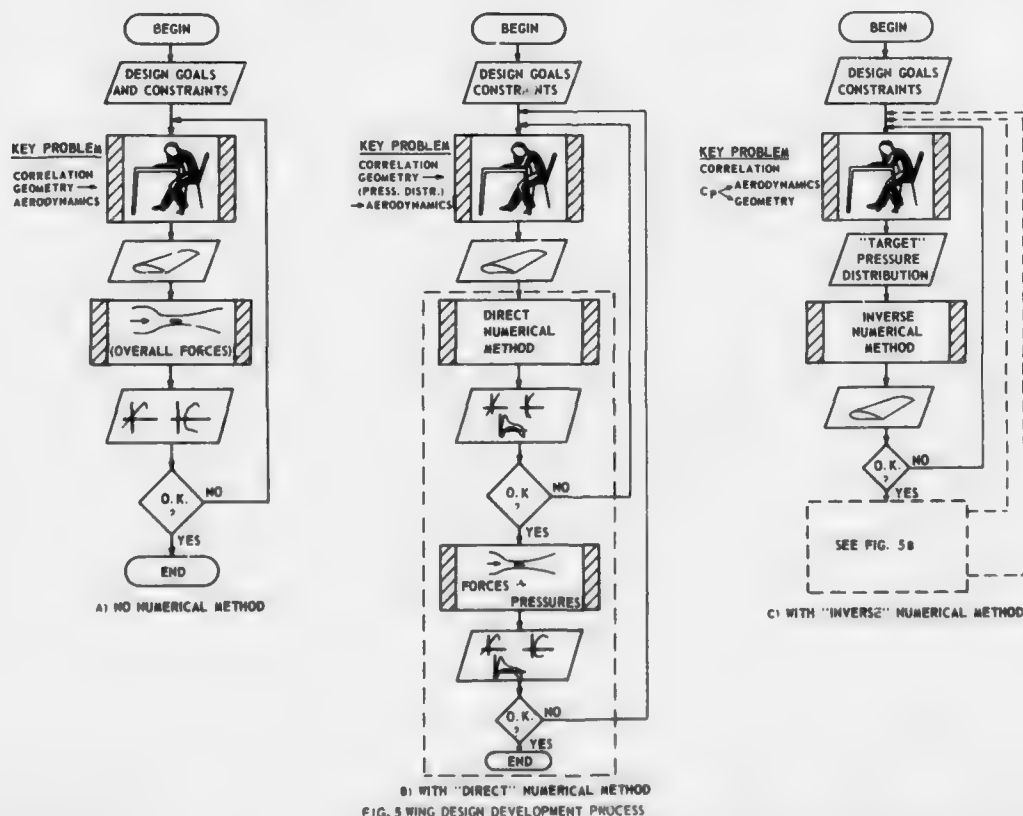 BEGIN
DESIGN GOALS
AND CONSTRAINTS
KEY PROBLEM
CORRELATION
GEOMETRY →
AERODYNAMICS
(OVERALL FORCES)
O.K.
?
NO
YES
END
A) NO NUMERICAL METHOD
BEGIN
DESIGN GOALS
CONSTRAINTS
KEY PROBLEM
CORRELATION
GEOMETRY →
(PRESS. DISTR.)
→ AERODYNAMICS
DIRECT
NUMERICAL
METHOD
O.K
?
NO
YES
FORCES
PRESSURES
O.K.
?
NO
YES
END
B) WITH "DIRECT" NUMERICAL METHOD
BEGIN
DESIGN GOALS
CONSTRAINTS
KEY PROBLEM
CORRELATION
Cp AERODYNAMICS
GEOMETRY
"TARGET"
PRESSURE
DISTRIBUTION
INVERSE
NUMERICAL
METHOD
O.K.
?
NO
YES
SEE FIG. 5B
C) WITH "INVERSE" NUMERICAL METHOD
FIG. 5 WING DESIGN DEVELOPMENT PROCESS